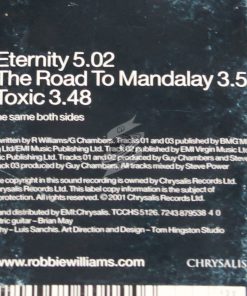 Eternity 5.02
The Road To Mandalay 3.5
Toxic 3.48
he same both sides
written by R Williams/G Chambers. Tracks 01 and 03 published by BMG M
g Ltd/EMI Music Publishing Ltd. Track 02 published by EMI Virgin Music L
sic Publishing Ltd. Tracks 01 and 02 produced by Guy Chambers and Steve
Tracks 03 produced by Guy Chambers. All tracks mixed by Steve Power
pyright in this sound recording is owned by Chrysalis Records
Chrysalis Records Ltd. This label copy information is the subject of
protection. All rights reserved. © 2001 Chrysalis Records Ltd.
and distributed by EMI:Chrysalis. TCCHS 5126. 7243 879538 4 0
ctric guitar – Brian May
hy – Luis Sanchis. Art Direction and Design – Tom Hingston Studio
www.robbiewilliams.com
CHRYSALIS